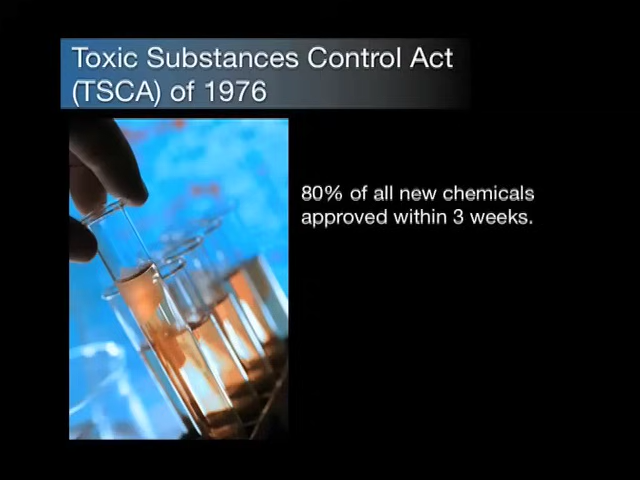 Toxic Substances Control Act
(TSCA) of 1976
80% of all new chemicals
approved within 3 weeks.